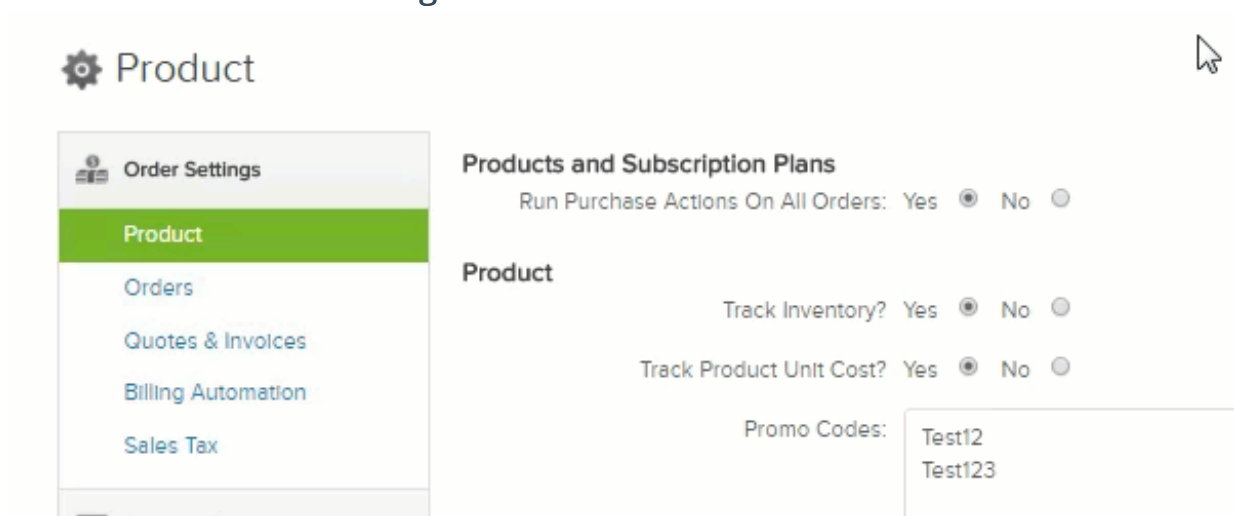 Product
Order Settings
Product
Orders
Quotes & Invoices
Billing Automation
Sales Tax
Products and Subscription Plans
Run Purchase Actions On All Orders: Yes No
Product
Track Inventory? Yes No
Track Product Unit Cost? Yes No
Promo Codes: Test12
Test123